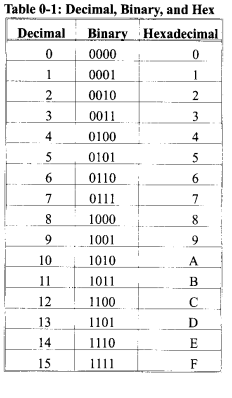 Table 0-1: Decimal, Binary, and Hex
Decimal Binary Hexadecimal
0 0000 0
1 0001 1
2 0010 2
3 0011 3
4 0100 4
5 0101 5
6 0110 6
7 0111 7
8 1000 8
9 1001 9
10 1010 A
11 1011 B
12 1100 C
13 1101 D
14 1110 E
15 1111 F